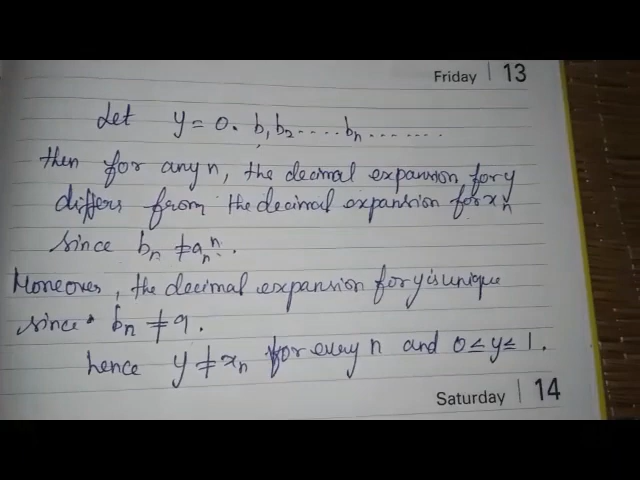 Friday 13
Let y = 0. b₁ b₂ .... bₙ .......
then for any n, the decimal expansion for y
differs from the decimal expansion for xₙ
since bₙ ≠ aₙⁿ.
Moreover, the decimal expansion for y is unique
since bₙ ≠ 9.
hence y ≠ xₙ for every n and 0 ≤ y ≤ 1.
Saturday 14